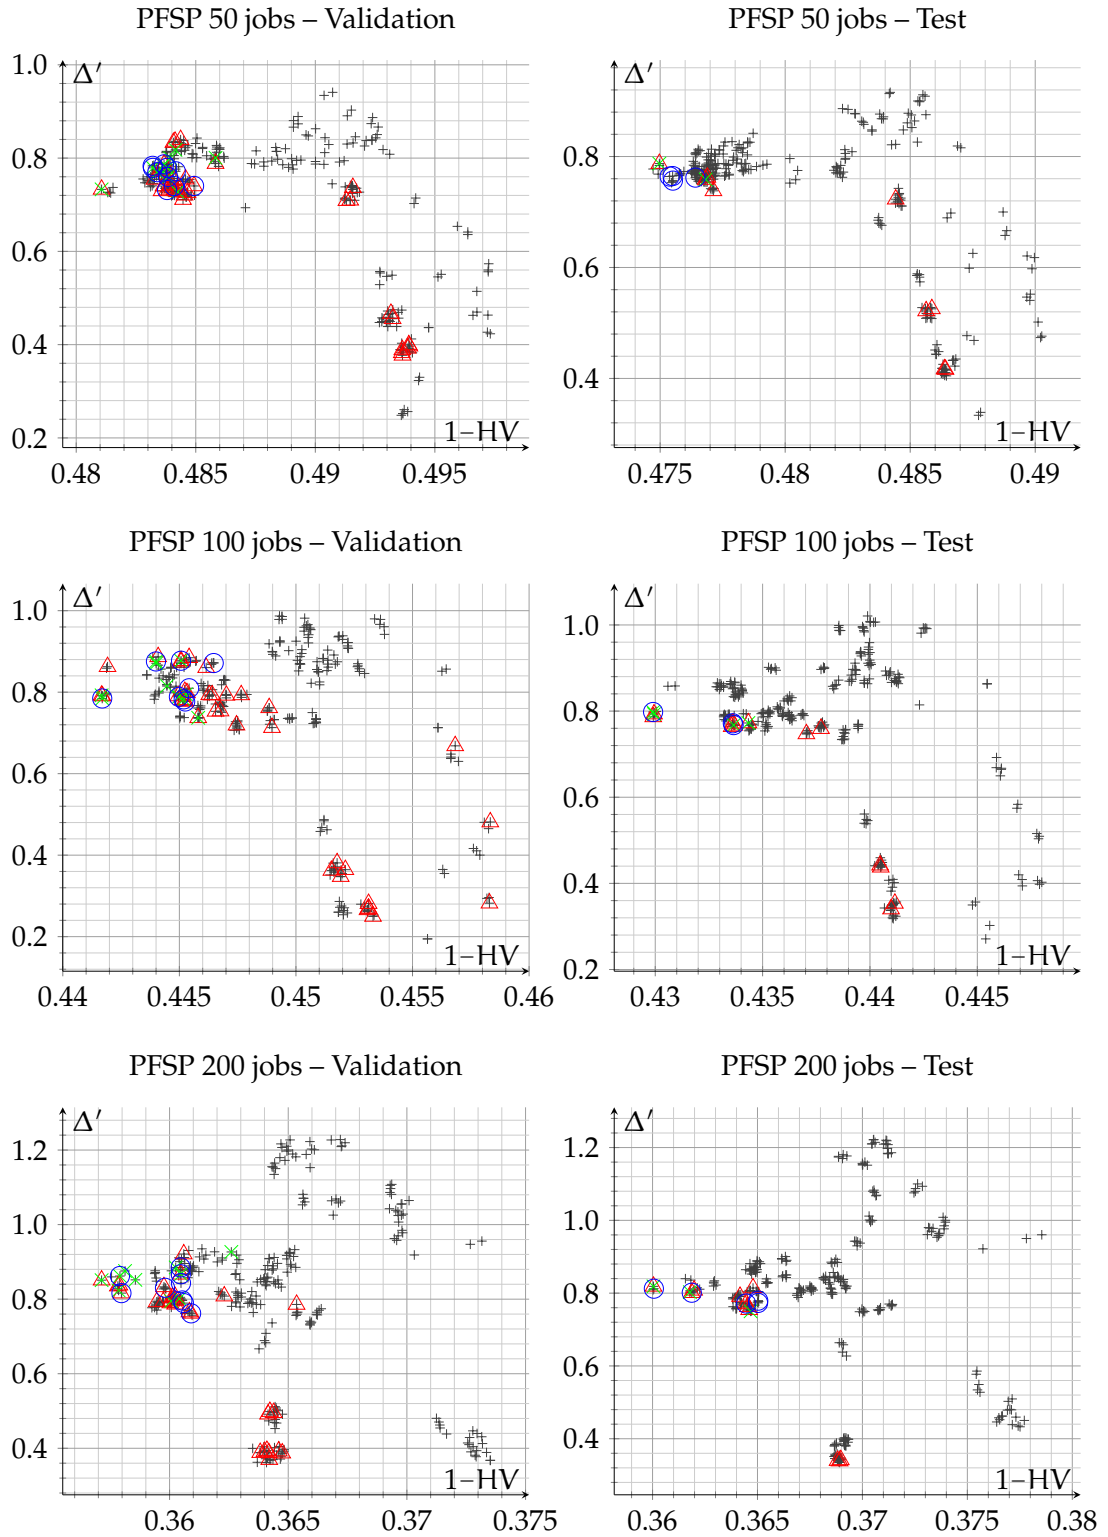 PFSP 50 jobs – Validation
1.0
Δ′
0.8
0.6
0.4
0.2
1–HV
0.48 0.485 0.49 0.495
PFSP 50 jobs – Test
Δ′
0.8
0.6
0.4
1–HV
0.475 0.48 0.485 0.49
PFSP 100 jobs – Validation
Δ′
1.0
0.8
0.6
0.4
0.2
1–HV
0.44 0.445 0.45 0.455 0.46
PFSP 100 jobs – Test
Δ′
1.0
0.8
0.6
0.4
0.2
1–HV
0.43 0.435 0.44 0.445
PFSP 200 jobs – Validation
Δ′
1.2
1.0
0.8
0.6
0.4
1–HV
0.36 0.365 0.37 0.375
PFSP 200 jobs – Test
Δ′
1.2
1.0
0.8
0.6
0.4
1–HV
0.36 0.365 0.37 0.375 0.38